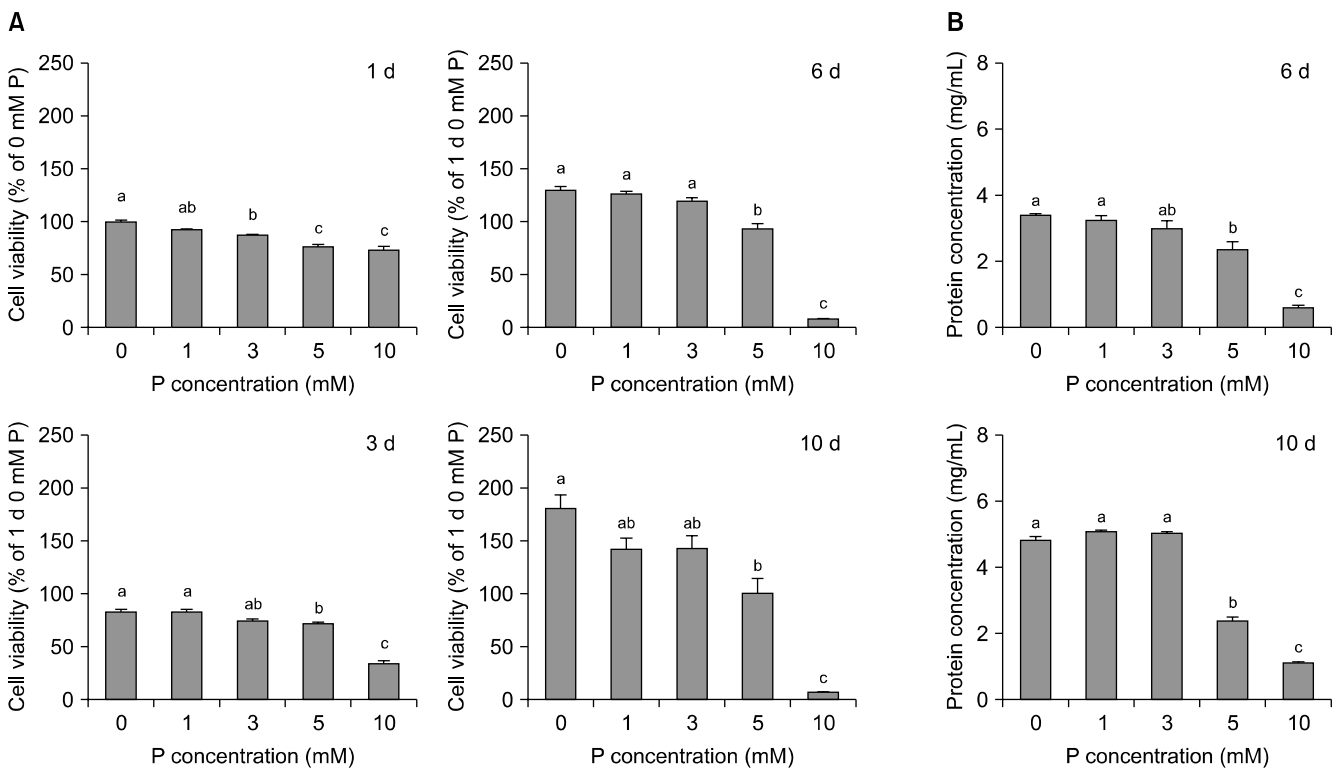 A
B
Cell viability (% of 0 mM P)
250
200
150
100
50
0
1 d
a
ab
b
c
c
0 1 3 5 10
P concentration (mM)
Cell viability (% of 1 d 0 mM P)
250
200
150
100
50
0
6 d
a
a
a
b
c
0 1 3 5 10
P concentration (mM)
Protein concentration (mg/mL)
8
6
4
2
0
6 d
a
a
ab
b
c
0 1 3 5 10
P concentration (mM)
Cell viability (% of 1 d 0 mM P)
250
200
150
100
50
0
3 d
a
a
ab
b
c
0 1 3 5 10
P concentration (mM)
Cell viability (% of 1 d 0 mM P)
250
200
150
100
50
0
10 d
a
ab
ab
b
c
0 1 3 5 10
P concentration (mM)
Protein concentration (mg/mL)
8
6
4
2
0
10 d
a
a
a
b
c
0 1 3 5 10
P concentration (mM)